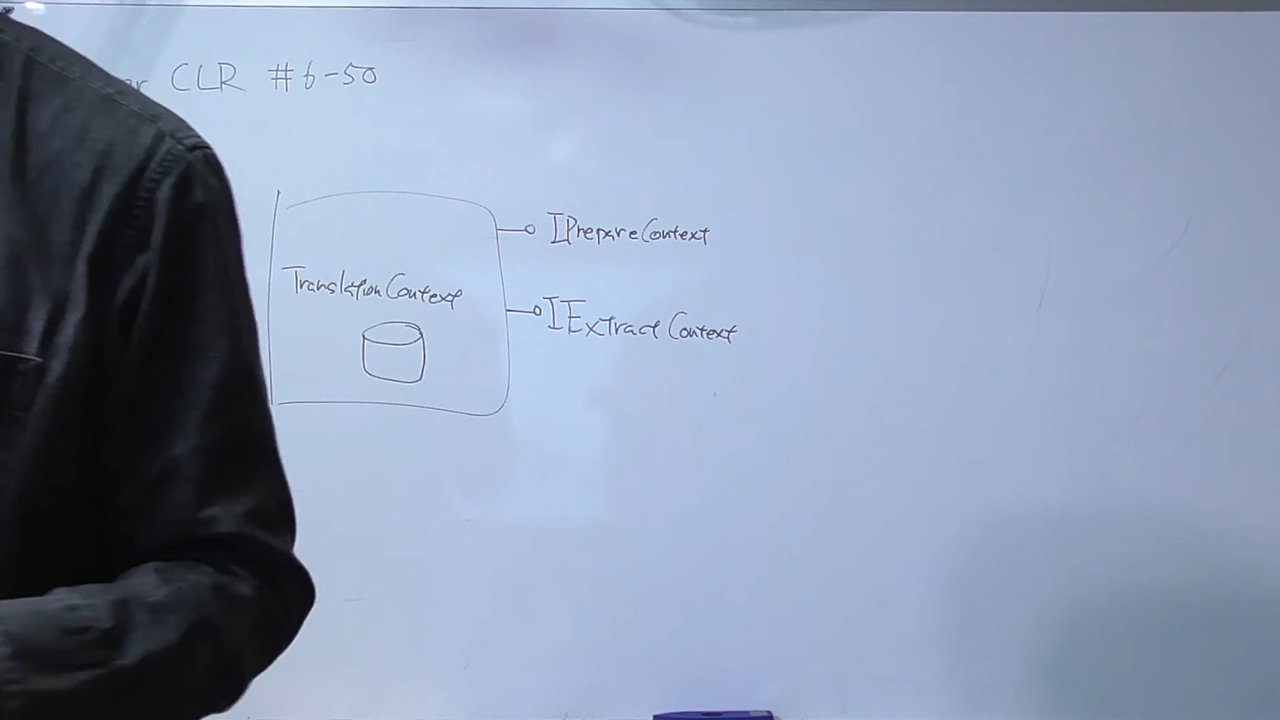 CLR #6-50
IPrepareContext
TranslationContext
IExtractContext